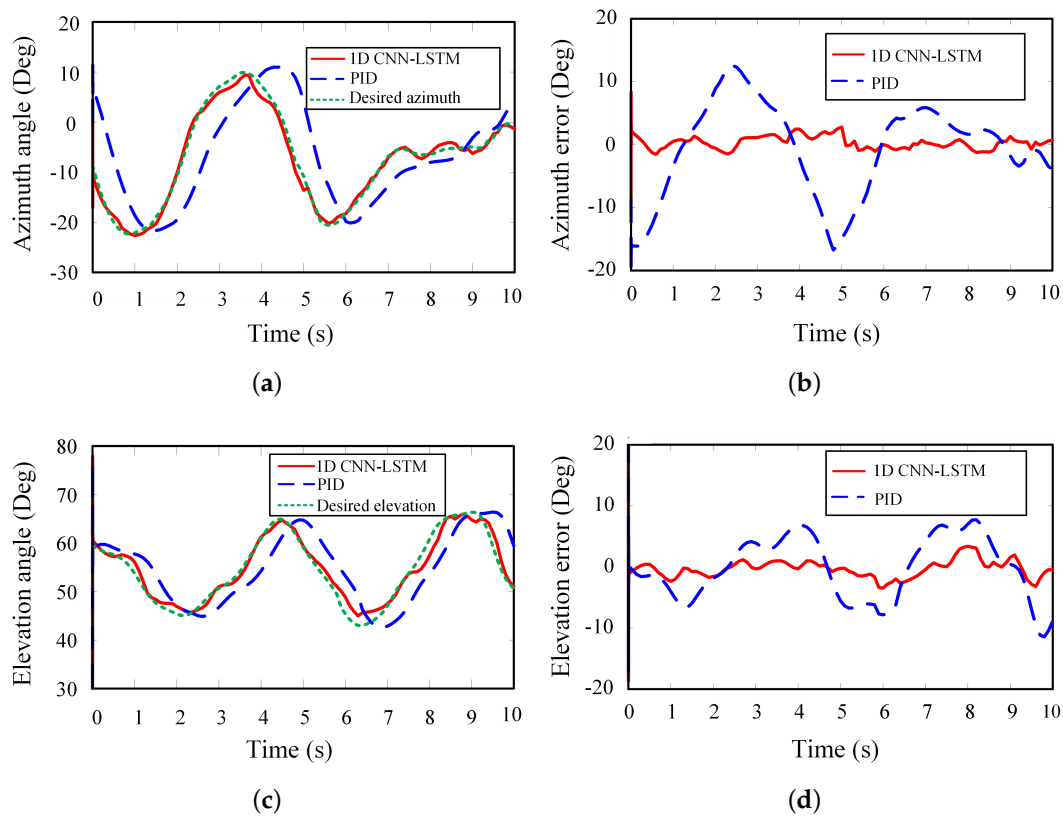 20
10
0
-10
-20
-30
Azimuth angle (Deg)
1D CNN-LSTM
PID
Desired azimuth
0 1 2 3 4 5 6 7 8 9 10
Time (s)
(a)
20
10
0
-10
-20
Azimuth error (Deg)
1D CNN-LSTM
PID
0 1 2 3 4 5 6 7 8 9 10
Time (s)
(b)
80
70
60
50
40
30
Elevation angle (Deg)
1D CNN-LSTM
PID
Desired elevation
0 1 2 3 4 5 6 7 8 9 10
Time (s)
(c)
20
10
0
-10
-20
Elevation error (Deg)
1D CNN-LSTM
PID
0 1 2 3 4 5 6 7 8 9 10
Time (s)
(d)